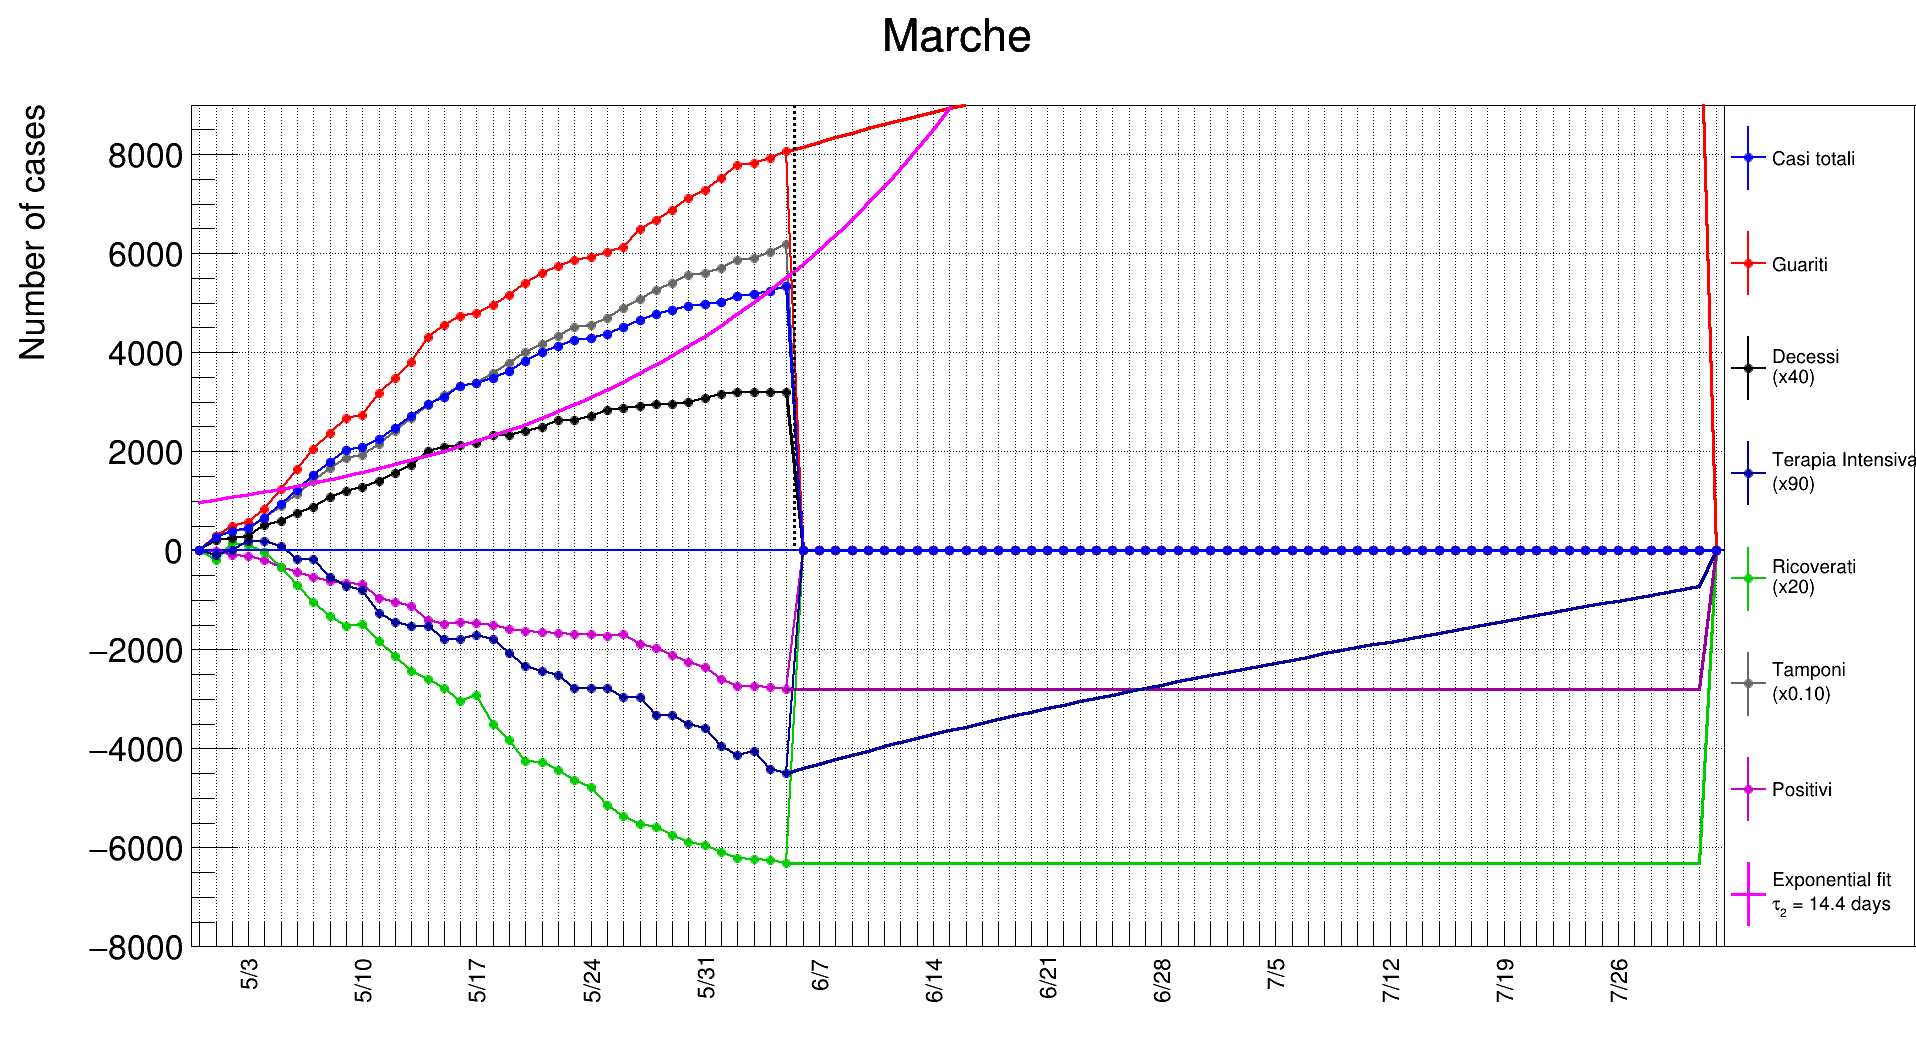 Marche
Number of cases
8000
6000
4000
2000
0
−2000
−4000
−6000
−8000
5/3
5/10
5/17
5/24
5/31
6/7
6/14
6/21
6/28
7/5
7/12
7/19
7/26
Casi totali
Guariti
Decessi
(x40)
Terapia Intensiva
(x90)
Ricoverati
(x20)
Tamponi
(x0.10)
Positivi
Exponential fit
τ2 = 14.4 days